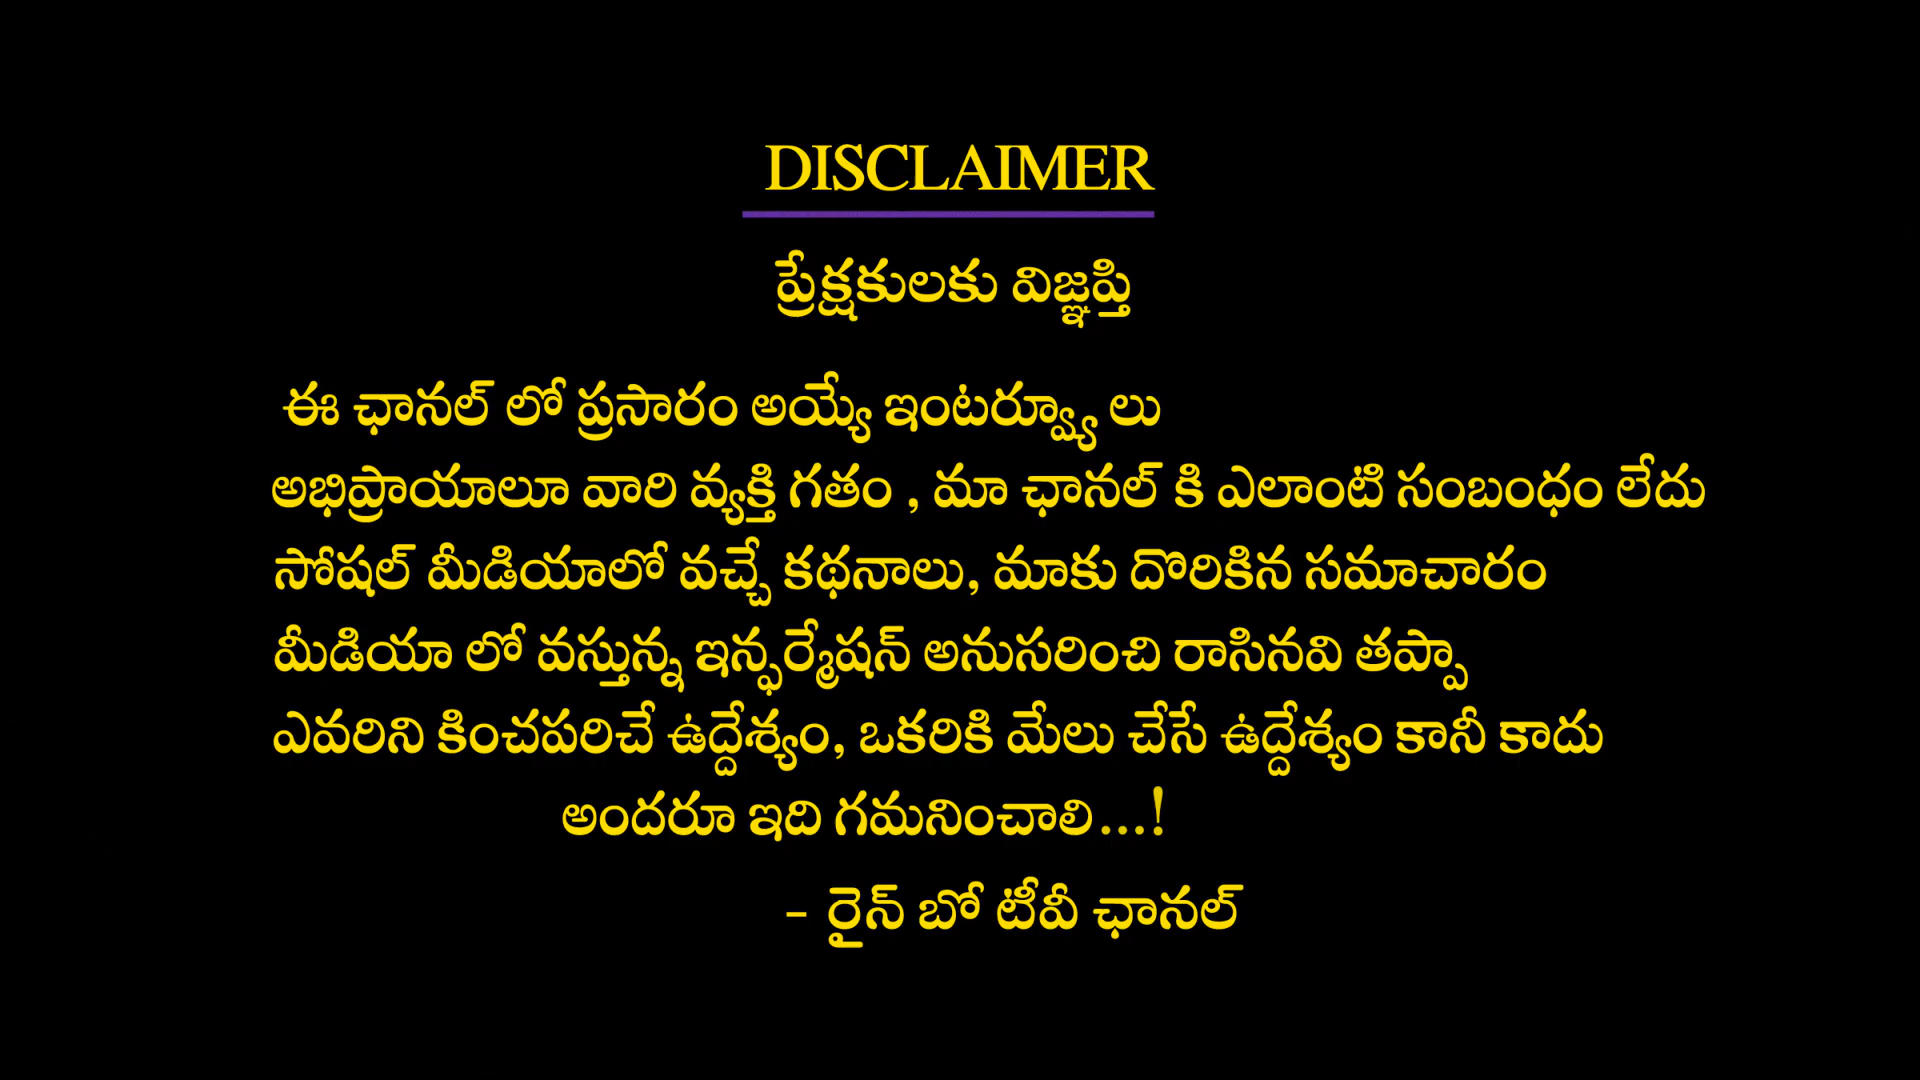 DISCLAIMER
ప్రేక్షకులకు విజ్ఞప్తి
ఈ ఛానల్ లో ప్రసారం అయ్యే ఇంటర్వ్యూ లు
అభిప్రాయాలూ వారి వ్యక్తి గతం , మా ఛానల్ కి ఎలాంటి సంబంధం లేదు
సోషల్ మీడియాలో వచ్చే కథనాలు, మాకు దొరికిన సమాచారం
మీడియా లో వస్తున్న ఇన్ఫర్మేషన్ అనుసరించి రాసినవి తప్పా
ఎవరిని కించపరిచే ఉద్దేశ్యం, ఒకరికి మేలు చేసే ఉద్దేశ్యం కానీ కాదు
అందరూ ఇది గమనించాలి...!
- రైన్ బో టీవీ ఛానల్